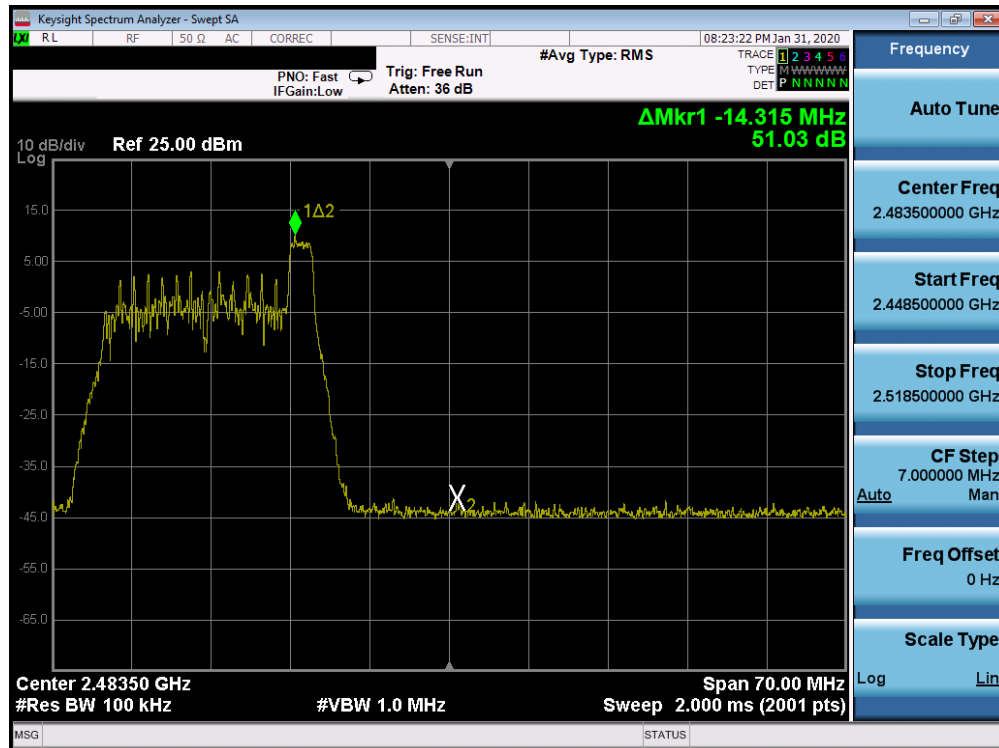 Keysight Spectrum Analyzer - Swept SA
LXI RL RF 50 Ω AC CORREC SENSE:INT 08:23:22 PM Jan 31, 2020
#Avg Type: RMS
TRACE 1 2 3 4 5 6
PNO: Fast Trig: Free Run
TYPE M WWWWW
IFGain:Low Atten: 36 dB
DET P N N N N N
ΔMkr1 -14.315 MHz
51.03 dB
10 dB/div Ref 25.00 dBm
Log
15.0
1Δ2
5.00
-5.00
-15.0
-25.0
-35.0
X2
-45.0
-55.0
-65.0
Center 2.48350 GHz Span 70.00 MHz
#Res BW 100 kHz #VBW 1.0 MHz Sweep 2.000 ms (2001 pts)
MSG STATUS
Frequency
Auto Tune
Center Freq
2.483500000 GHz
Start Freq
2.448500000 GHz
Stop Freq
2.518500000 GHz
CF Step
7.000000 MHz
Auto Man
Freq Offset
0 Hz
Scale Type
Log Lin